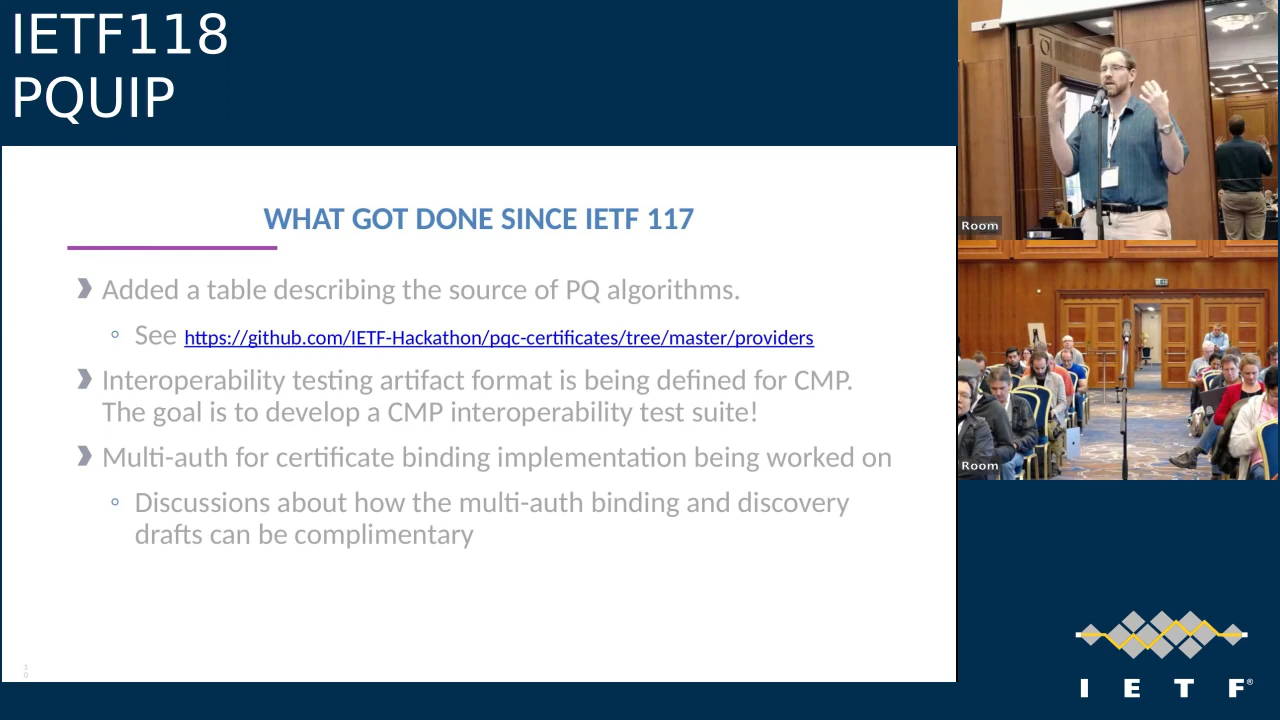 IETF118
PQUIP
WHAT GOT DONE SINCE IETF 117
Added a table describing the source of PQ algorithms.
See https://github.com/IETF-Hackathon/pqc-certificates/tree/master/providers
Interoperability testing artifact format is being defined for CMP.
The goal is to develop a CMP interoperability test suite!
Multi-auth for certificate binding implementation being worked on
Discussions about how the multi-auth binding and discovery
drafts can be complimentary
10
Room
Room
I E T F®